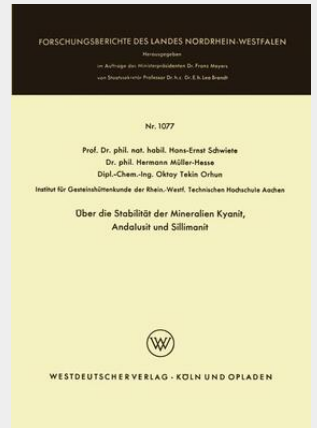 FORSCHUNGSBERICHTE DES LANDES NORDRHEIN-WESTFALEN
Herausgegeben
im Auftrage des Ministerpräsidenten Dr. Franz Meyers
von Staatssekretär Professor Dr. h. c. Dr. E. h. Leo Brandt
Nr. 1077
Prof. Dr. phil. nat. habil. Hans-Ernst Schwiete
Dr. phil. Hermann Müller-Hesse
Dipl.-Chem.-Ing. Oktay Tekin Orhun
Institut für Gesteinshüttenkunde der Rhein.-Westf. Technischen Hochschule Aachen
Über die Stabilität der Mineralien Kyanit,
Andalusit und Sillimanit
WESTDEUTSCHER VERLAG · KÖLN UND OPLADEN